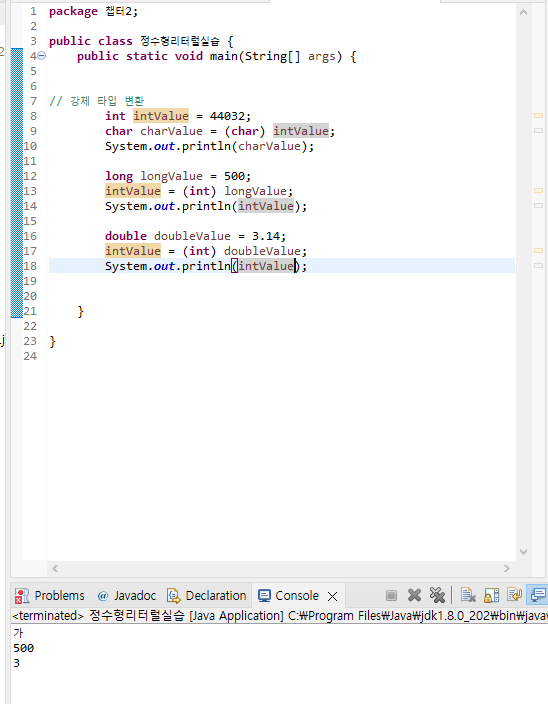 1 package 챕터2;
2
3 public class 정수형리터럴실습 {
4 public static void main(String[] args) {
5
6
7 // 강제 타입 변환
8 int intValue = 44032;
9 char charValue = (char) intValue;
10 System.out.println(charValue);
11
12 long longValue = 500;
13 intValue = (int) longValue;
14 System.out.println(intValue);
15
16 double doubleValue = 3.14;
17 intValue = (int) doubleValue;
18 System.out.println(intValue);
19
20
21 }
22
23 }
24
Problems @ Javadoc Declaration Console
<terminated> 정수형리터럴실습 [Java Application] C:₩Program Files₩Java₩jdk1.8.0_202₩bin₩javaw
가
500
3